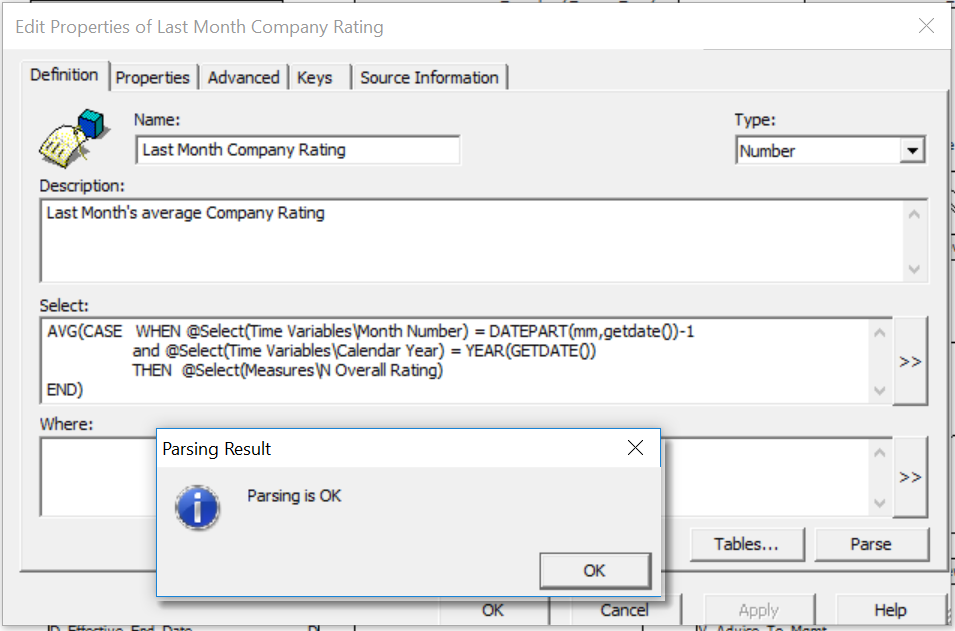 Edit Properties of Last Month Company Rating
Definition Properties Advanced Keys Source Information
Name: Type:
Last Month Company Rating Number
Description:
Last Month's average Company Rating
Select:
AVG(CASE   WHEN @Select(Time Variables\Month Number) = DATEPART(mm,getdate())-1
and @Select(Time Variables\Calendar Year) = YEAR(GETDATE())
THEN  @Select(Measures\N Overall Rating)
END)
>>
Where:
>>
Parsing Result
Parsing is OK
OK
Tables... Parse
OK Cancel Apply Help